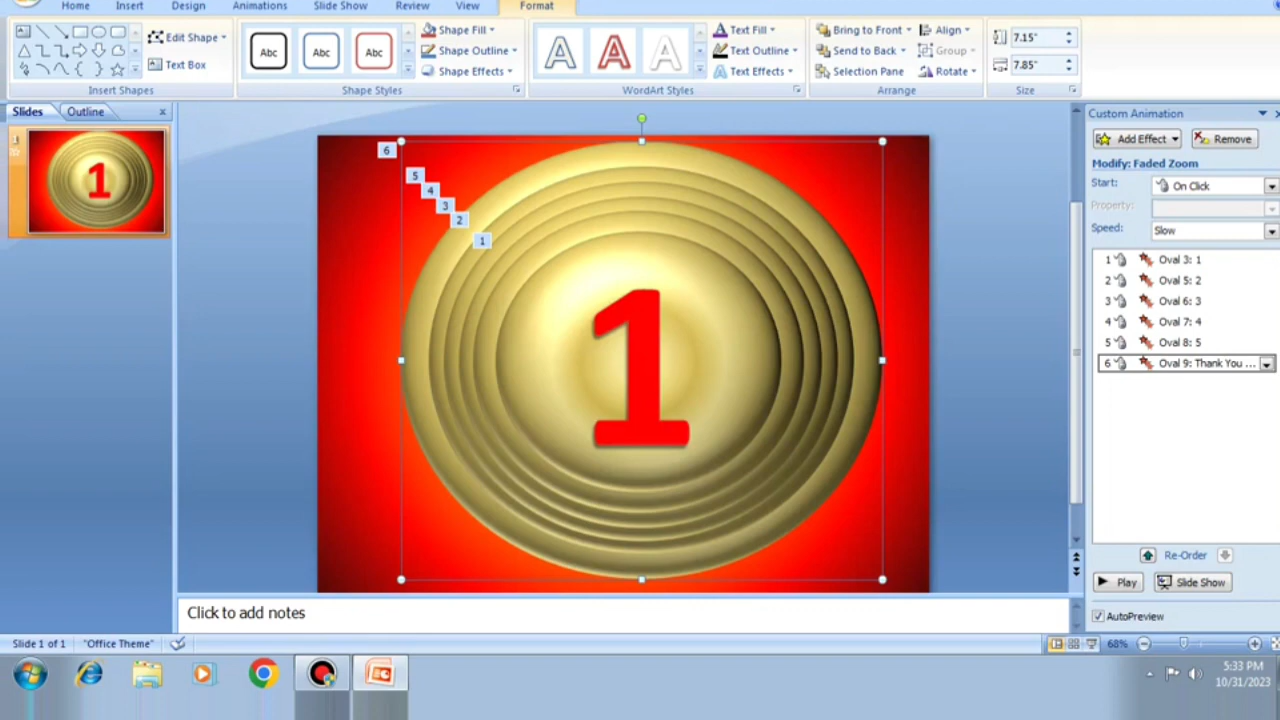 Home Insert Design Animations Slide Show Review View Format
Edit Shape
Text Box
Insert Shapes
Abc Abc Abc
Shape Fill
Shape Outline
Shape Effects
Shape Styles
A A A
Text Fill
Text Outline
Text Effects
WordArt Styles
Bring to Front
Send to Back
Selection Pane
Align
Group
Rotate
Arrange
7.15"
7.85"
Size
Slides Outline
1
1
6
5
4
3
2
1
1
Custom Animation
Add Effect Remove
Modify: Faded Zoom
Start: On Click
Property:
Speed: Slow
1 Oval 3: 1
2 Oval 5: 2
3 Oval 6: 3
4 Oval 7: 4
5 Oval 8: 5
6 Oval 9: Thank You ...
Re-Order
Play Slide Show
AutoPreview
Click to add notes
Slide 1 of 1 "Office Theme" 68%
5:33 PM
10/31/2023